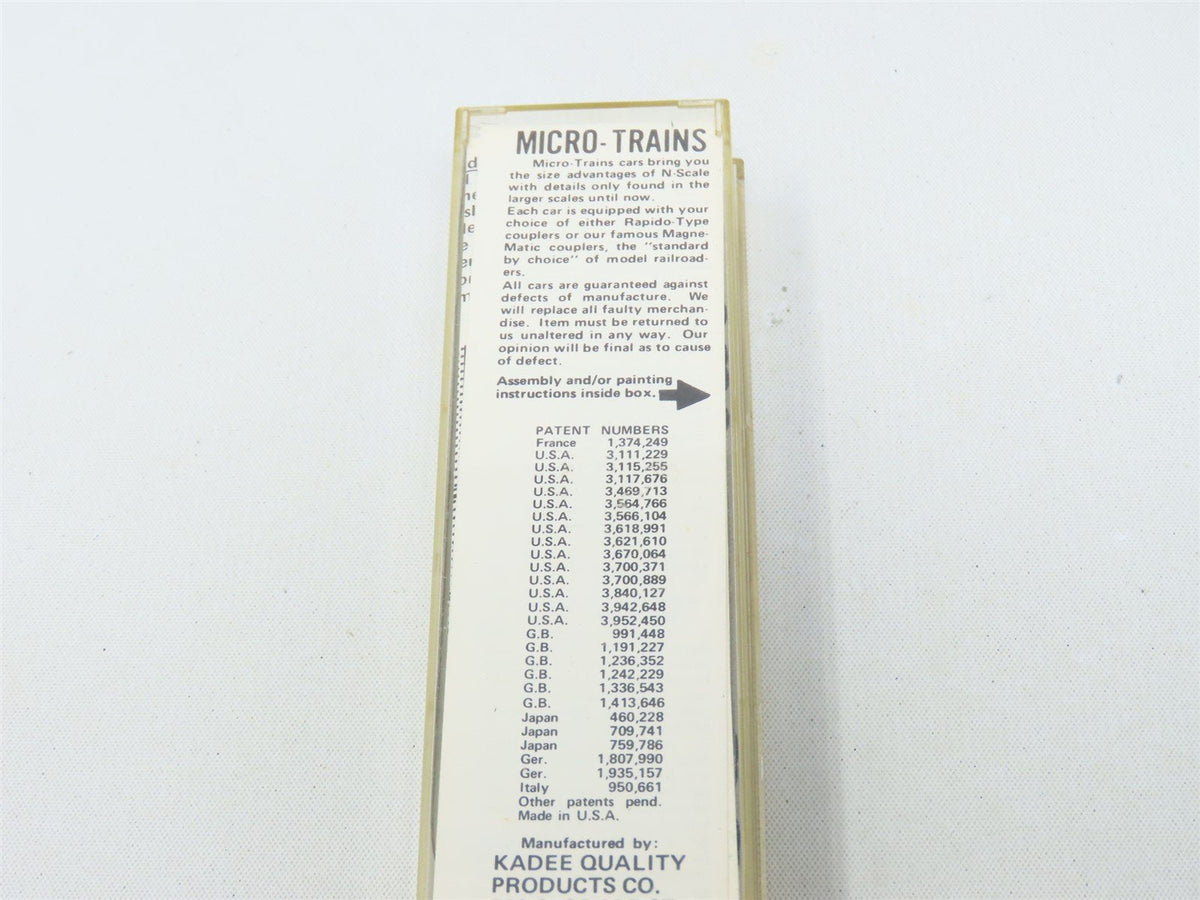 MICRO-TRAINS
Micro-Trains cars bring you
the size advantages of N-Scale
with details only found in the
larger scales until now.
Each car is equipped with your
choice of either Rapido-Type
couplers or our famous Magne-
Matic couplers, the "standard
by choice" of model railroad-
ers.
All cars are guaranteed against
defects of manufacture. We
will replace all faulty merchan-
dise. Item must be returned to
us unaltered in any way. Our
opinion will be final as to cause
of defect.
Assembly and/or painting
instructions inside box.
PATENT NUMBERS
France 1,374,249
U.S.A. 3,111,229
U.S.A. 3,115,255
U.S.A. 3,117,676
U.S.A. 3,469,713
U.S.A. 3,564,766
U.S.A. 3,566,104
U.S.A. 3,618,991
U.S.A. 3,621,610
U.S.A. 3,670,064
U.S.A. 3,700,371
U.S.A. 3,700,889
U.S.A. 3,840,127
U.S.A. 3,942,648
U.S.A. 3,952,450
G.B. 991,448
G.B. 1,191,227
G.B. 1,236,352
G.B. 1,242,229
G.B. 1,336,543
G.B. 1,413,646
Japan 460,228
Japan 709,741
Japan 759,786
Ger. 1,807,990
Ger. 1,935,157
Italy 950,661
Other patents pend.
Made in U.S.A.
Manufactured by:
KADEE QUALITY
PRODUCTS CO.